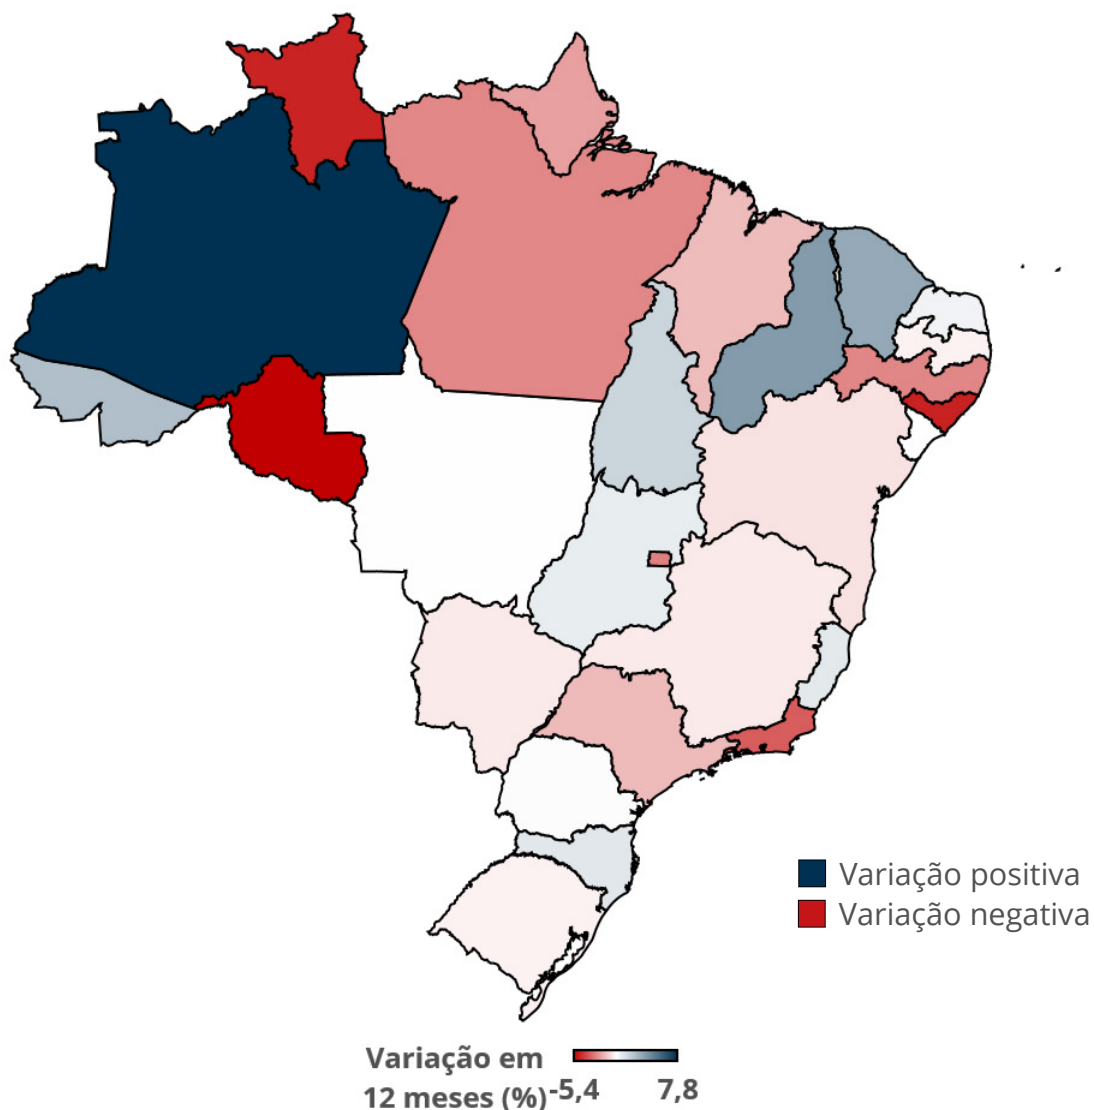 Variação positiva
Variação negativa
Variação em
12 meses (%)
-5,4
7,8